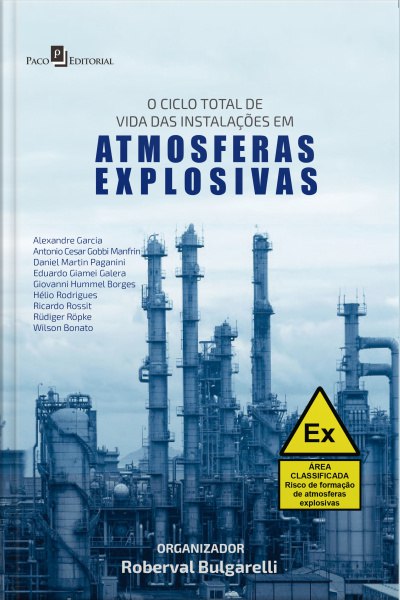 PACO P EDITORIAL
O CICLO TOTAL DE
VIDA DAS INSTALAÇÕES EM
ATMOSFERAS
EXPLOSIVAS
Alexandre Garcia
Antonio Cesar Gobbi Manfrin
Daniel Martin Paganini
Eduardo Giamei Galera
Giovanni Hummel Borges
Hélio Rodrigues
Ricardo Rossit
Rüdiger Röpke
Wilson Bonato
Ex
ÁREA
CLASSIFICADA
Risco de formação
de atmosferas
explosivas
ORGANIZADOR
Roberval Bulgarelli